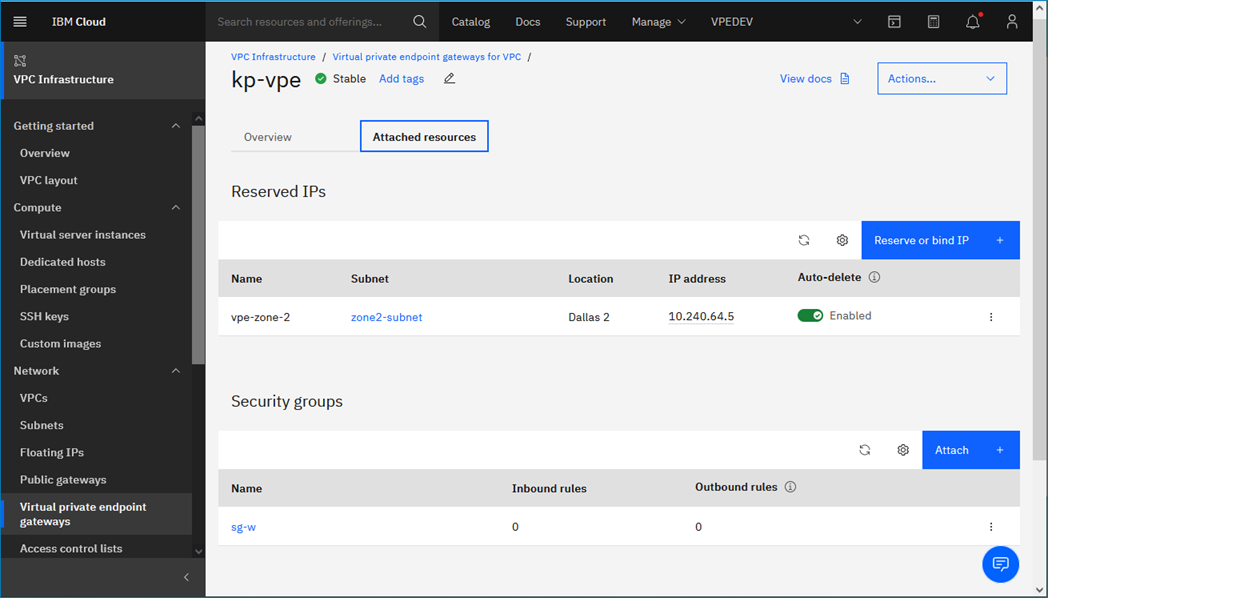 IBM Cloud
Search resources and offerings...
Catalog
Docs
Support
Manage
VPEDEV
VPC Infrastructure
Getting started
Overview
VPC layout
Compute
Virtual server instances
Dedicated hosts
Placement groups
SSH keys
Custom images
Network
VPCs
Subnets
Floating IPs
Public gateways
Virtual private endpoint
gateways
Access control lists
VPC Infrastructure / Virtual private endpoint gateways for VPC /
kp-vpe
Stable
Add tags
View docs
Actions...
Overview
Attached resources
Reserved IPs
Reserve or bind IP +
Name Subnet Location IP address Auto-delete
vpe-zone-2 zone2-subnet Dallas 2 10.240.64.5 Enabled
Security groups
Attach +
Name Inbound rules Outbound rules
sg-w 0 0